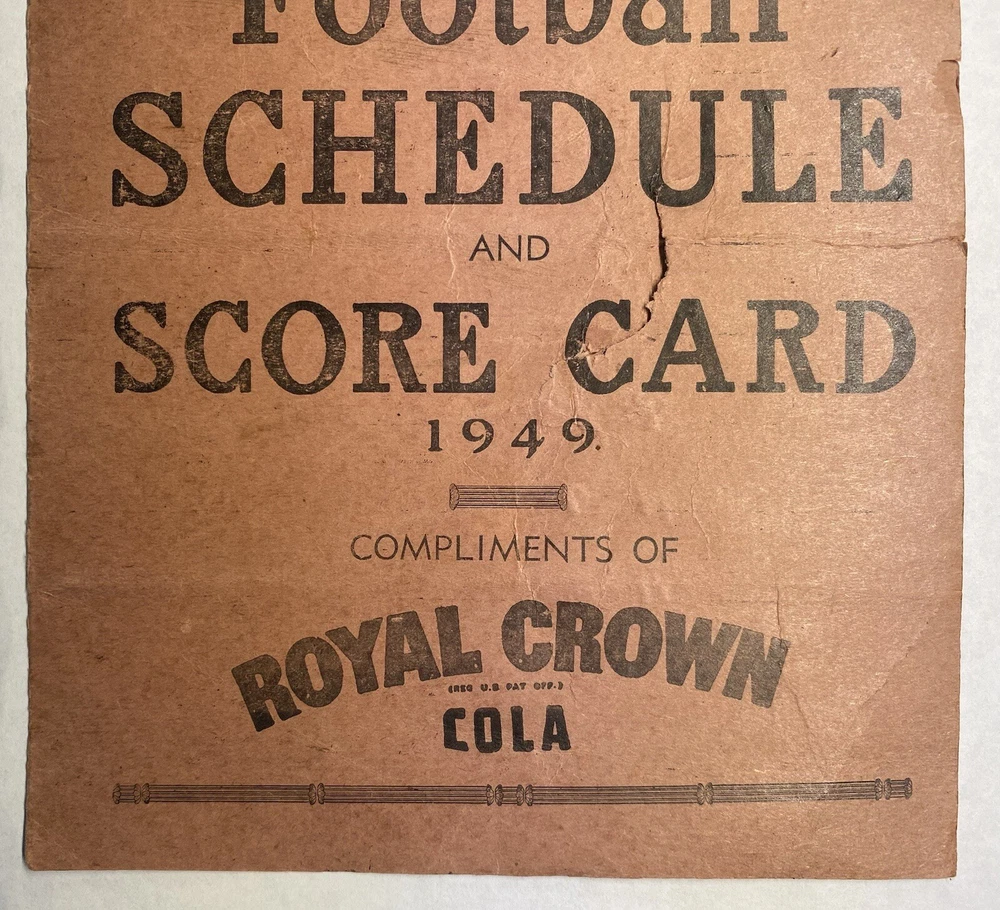 Football
SCHEDULE
AND
SCORE CARD
1949.
COMPLIMENTS OF
ROYAL CROWN
(REG U.S PAT OFF.)
COLA